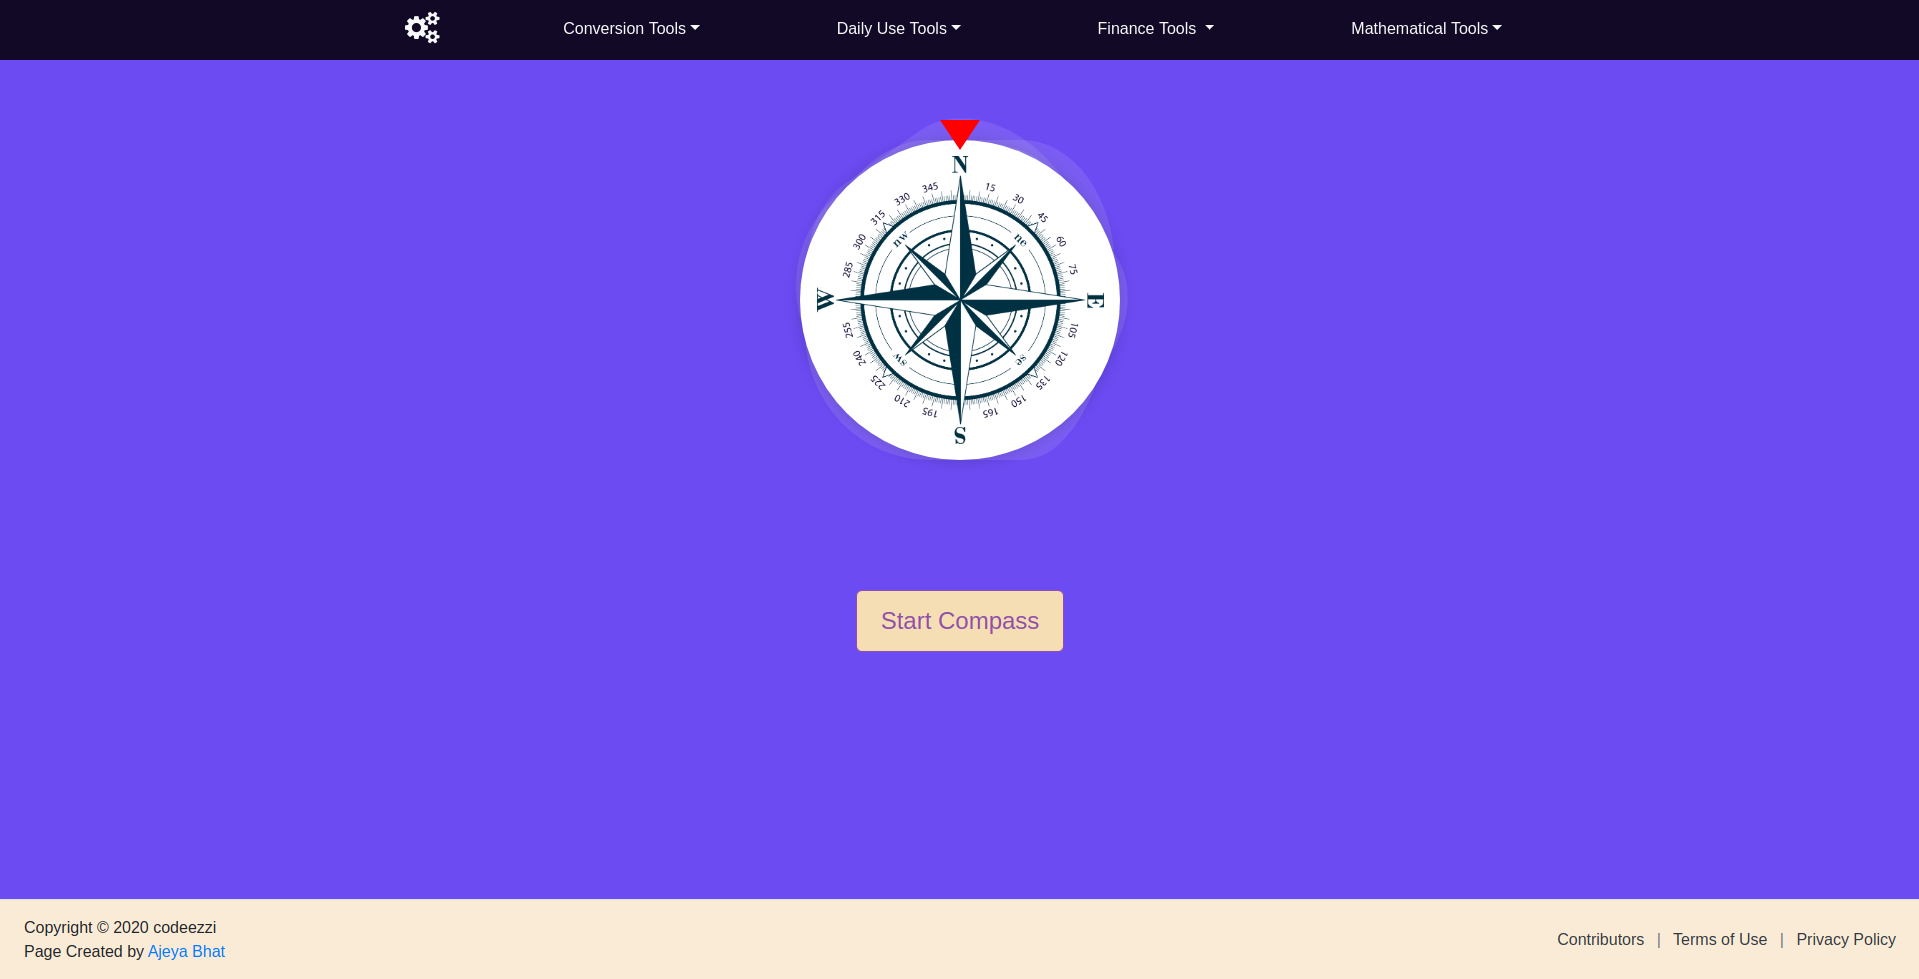 Conversion Tools
Daily Use Tools
Finance Tools
Mathematical Tools
N
345
15
330
30
315
45
nw
ne
300
60
285
75
W
E
255
105
240
120
sw
se
225
135
210
150
195
165
S
Start Compass
Copyright © 2020 codeezzi
Page Created by Ajeya Bhat
Contributors | Terms of Use | Privacy Policy